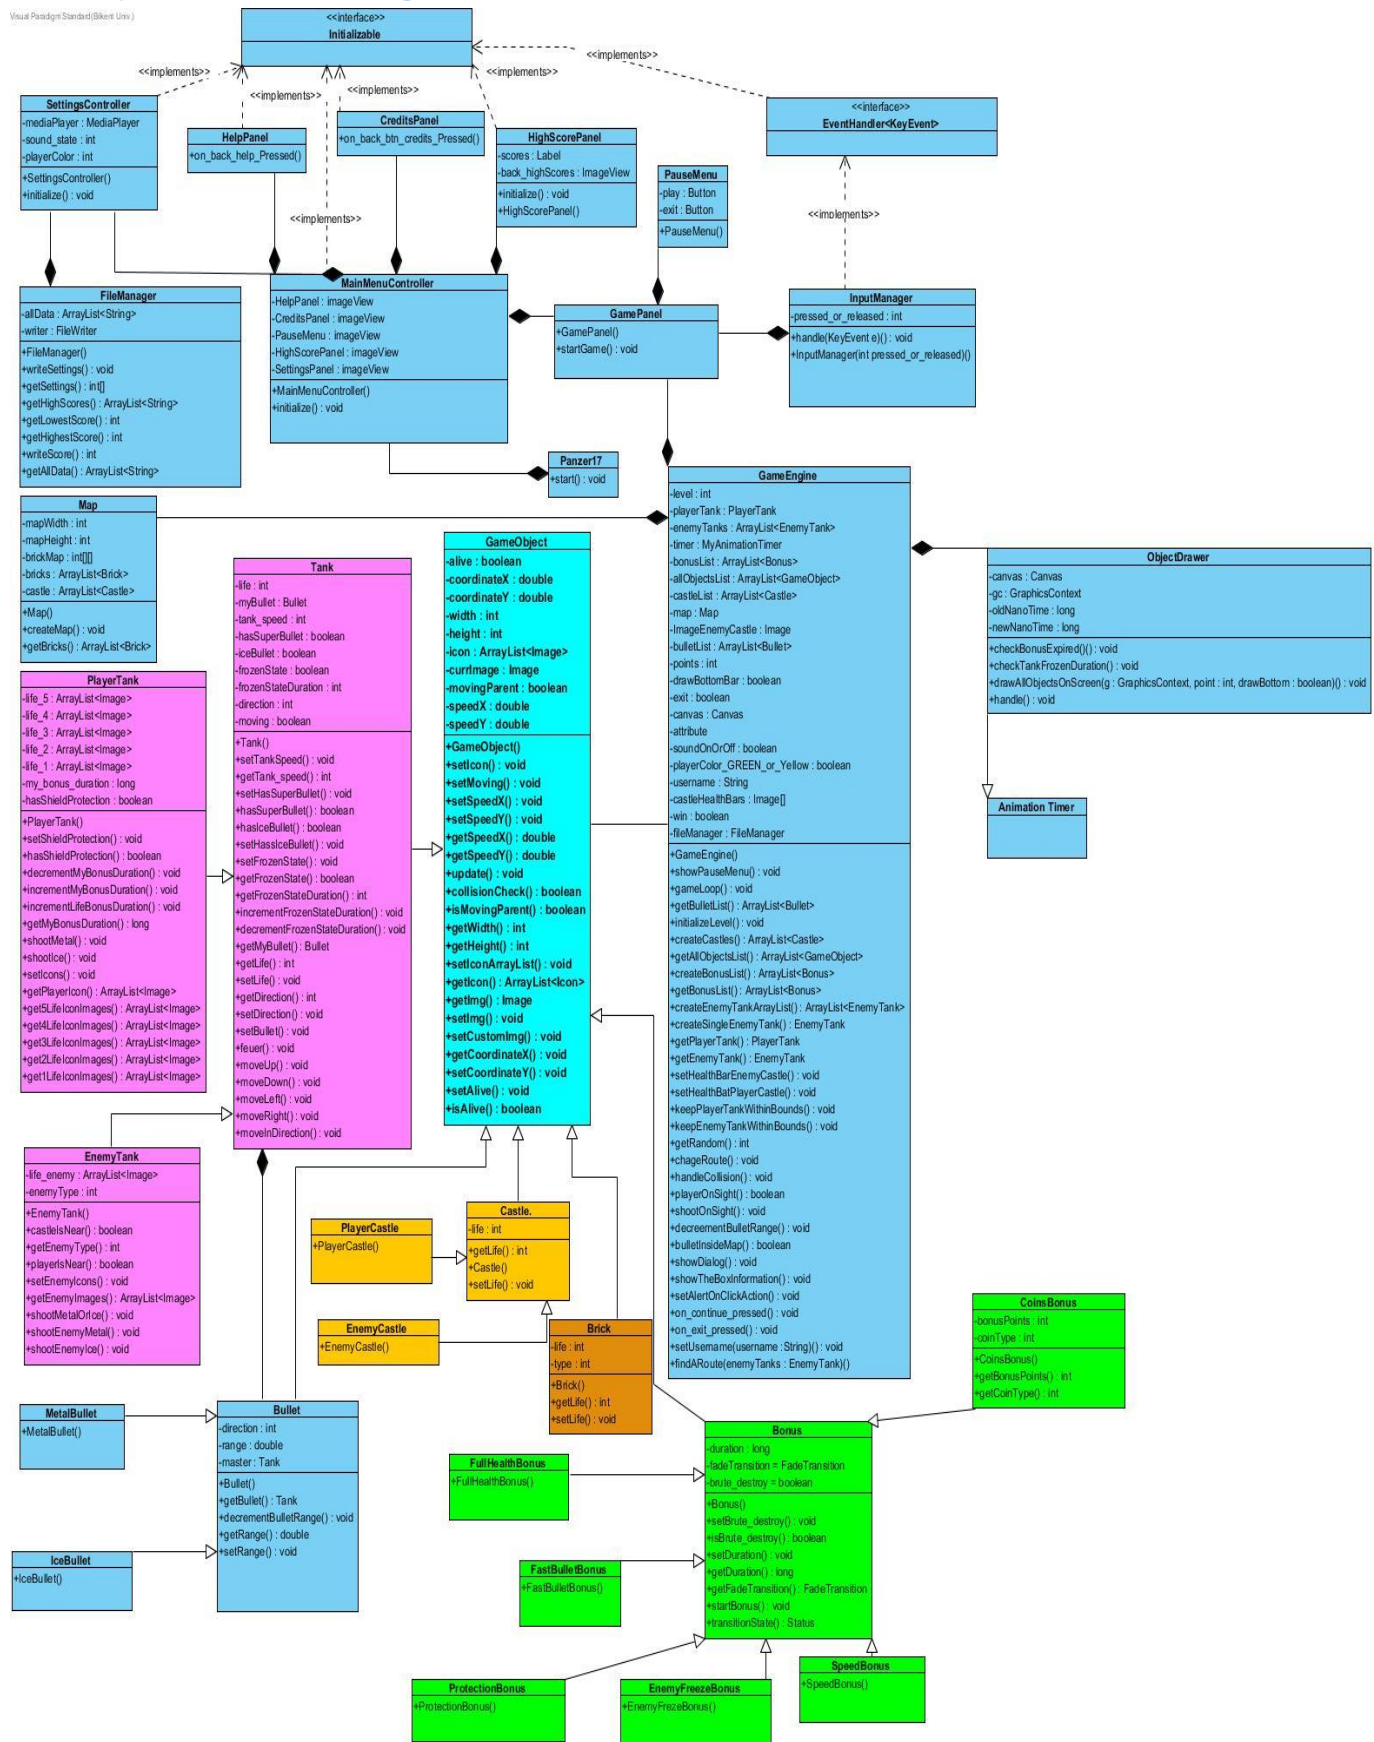 Visual Paradigm Standard(Bilkent Univ.)
<<interface>>
Initializable
<<implements>>
<<implements>>
<<implements>>
<<implements>>
<<implements>>
<<implements>>
<<implements>>
SettingsController
-mediaPlayer : MediaPlayer
-sound_state : int
-playerColor : int
+SettingsController()
+initialize() : void
HelpPanel
+on_back_help_Pressed()
CreditsPanel
+on_back_btn_credits_Pressed()
HighScorePanel
-scores : Label
-back_highScores : ImageView
+initialize() : void
+HighScorePanel()
<<interface>>
EventHandler<KeyEvent>
PauseMenu
-play : Button
-exit : Button
+PauseMenu()
FileManager
-allData : ArrayList<String>
-writer : FileWriter
+FileManager()
+writeSettings() : void
+getSettings() : int[]
+getHighScores() : ArrayList<String>
+getLowestScore() : int
+getHighestScore() : int
+writeScore() : int
+getAllData() : ArrayList<String>
MainMenuController
-HelpPanel : imageView
-CreditsPanel : imageView
-PauseMenu : imageView
-HighScorePanel : imageView
-SettingsPanel : imageView
+MainMenuController()
+initialize() : void
GamePanel
+GamePanel()
+startGame() : void
InputManager
-pressed_or_released : int
+handle(KeyEvent e)() : void
+InputManager(int pressed_or_released)()
Panzer17
+start() : void
Map
-mapWidth : int
-mapHeight : int
-brickMap : int[][]
-bricks : ArrayList<Brick>
-castle : ArrayList<Castle>
+Map()
+createMap() : void
+getBricks() : ArrayList<Brick>
PlayerTank
-life_5 : ArrayList<Image>
-life_4 : ArrayList<Image>
-life_3 : ArrayList<Image>
-life_2 : ArrayList<Image>
-life_1 : ArrayList<Image>
-my_bonus_duration : long
-hasShieldProtection : boolean
+PlayerTank()
+setShieldProtection() : void
+hasShieldProtection() : boolean
+decrementMyBonusDuration() : void
+incrementMyBonusDuration() : void
+incrementLifeBonusDuration() : void
+getMyBonusDuration() : long
+shootMetal() : void
+shootIce() : void
+setIcons() : void
+getPlayerIcon() : ArrayList<Image>
+get5LifeIconImages() : ArrayList<Image>
+get4LifeIconImages() : ArrayList<Image>
+get3LifeIconImages() : ArrayList<Image>
+get2LifeIconImages() : ArrayList<Image>
+get1LifeIconImages() : ArrayList<Image>
Tank
-life : int
-myBullet : Bullet
-tank_speed : int
-hasSuperBullet : boolean
-iceBullet : boolean
-frozenState : boolean
-frozenStateDuration : int
-direction : int
-moving : boolean
+Tank()
+setTankSpeed() : void
+getTank_speed() : int
+setHasSuperBullet() : void
+hasSuperBullet() : boolean
+hasIceBullet() : boolean
+setHassIceBullet() : void
+setFrozenState() : void
+getFrozenState() : boolean
+getFrozenStateDuration() : int
+incrementFrozenStateDuration() : void
+decrementFrozenStateDuration() : void
+getMyBullet() : Bullet
+getLife() : int
+setLife() : void
+getDirection() : int
+setDirection() : void
+setBullet() : void
+feuer() : void
+moveUp() : void
+moveDown() : void
+moveLeft() : void
+moveRight() : void
+moveInDirection() : void
GameObject
-alive : boolean
-coordinateX : double
-coordinateY : double
-width : int
-height : int
-icon : ArrayList<Image>
-currImage : Image
-movingParent : boolean
-speedX : double
-speedY : double
+GameObject()
+setIcon() : void
+setMoving() : void
+setSpeedX() : void
+setSpeedY() : void
+getSpeedX() : double
+getSpeedY() : double
+update() : void
+collisionCheck() : boolean
+isMovingParent() : boolean
+getWidth() : int
+getHeight() : int
+setIconArrayList() : void
+getIcon() : ArrayList<Icon>
+getImg() : Image
+setImg() : void
+setCustomImg() : void
+getCoordinateX() : void
+setCoordinateY() : void
+setAlive() : void
+isAlive() : boolean
GameEngine
-level : int
-playerTank : PlayerTank
-enemyTanks : ArrayList<EnemyTank>
-timer : MyAnimationTimer
-bonusList : ArrayList<Bonus>
-allObjectsList : ArrayList<GameObject>
-castleList : ArrayList<Castle>
-map : Map
-ImageEnemyCastle : Image
-bulletList : ArrayList<Bullet>
-points : int
-drawBottomBar : boolean
-exit : boolean
-canvas : Canvas
-attribute
-soundOnOrOff : boolean
-playerColor_GREEN_or_Yellow : boolean
-username : String
-castleHealthBars : Image[]
-win : boolean
-fileManager : FileManager
+GameEngine()
+showPauseMenu() : void
+gameLoop() : void
+getBulletList() : ArrayList<Bullet>
+initializeLevel() : void
+createCastles() : ArrayList<Castle>
+getAllObjectsList() : ArrayList<GameObject>
+createBonusList() : ArrayList<Bonus>
+getBonusList() : ArrayList<Bonus>
+createEnemyTankArrayList() : ArrayList<EnemyTank>
+createSingleEnemyTank() : EnemyTank
+getPlayerTank() : PlayerTank
+getEnemyTank() : EnemyTank
+setHealthBarEnemyCastle() : void
+setHealthBatPlayerCastle() : void
+keepPlayerTankWithinBounds() : void
+keepEnemyTankWithinBounds() : void
+getRandom() : int
+chageRoute() : void
+handleCollision() : void
+playerOnSight() : boolean
+shootOnSight() : void
+decreementBulletRange() : void
+bulletInsideMap() : boolean
+showDialog() : void
+showTheBoxInformation() : void
+setAlertOnClickAction() : void
+on_continue_pressed() : void
+on_exit_pressed() : void
+setUsername(username : String)() : void
+findARoute(enemyTanks : EnemyTank)()
ObjectDrawer
-canvas : Canvas
-gc : GraphicsContext
-oldNanoTime : long
-newNanoTime : long
+checkBonusExpired()() : void
+checkTankFrozenDuration() : void
+drawAllObjectsOnScreen(g : GraphicsContext, point : int, drawBottom : boolean)() : void
+handle() : void
Animation Timer
EnemyTank
-life_enemy : ArrayList<Image>
-enemyType : int
+EnemyTank()
+castleIsNear() : boolean
+getEnemyType() : int
+playerIsNear() : boolean
+setEnemyIcons() : void
+getEnemyImages() : ArrayList<Image>
+shootMetalOrIce() : void
+shootEnemyMetal() : void
+shootEnemyIce() : void
PlayerCastle
+PlayerCastle()
Castle.
-life : int
+getLife() : int
+Castle()
+setLife() : void
EnemyCastle
+EnemyCastle()
Brick
-life : int
-type : int
+Brick()
+getLife() : int
+setLife() : void
CoinsBonus
-bonusPoints : int
-coinType : int
+CoinsBonus()
+getBonusPoints() : int
+getCoinType() : int
MetalBullet
+MetalBullet()
Bullet
-direction : int
-range : double
-master : Tank
+Bullet()
+getBullet() : Tank
+decrementBulletRange() : void
+getRange() : double
+setRange() : void
IceBullet
+IceBullet()
Bonus
-duration : long
-fadeTransition = FadeTransition
-brute_destroy = boolean
+Bonus()
+setBrute_destroy() : void
+isBrute_destroy() : boolean
+setDuration() : void
+getDuration() : long
+getFadeTransition() : FadeTransition
+startBonus() : void
+transitionState() : Status
FullHealthBonus
+FullHealthBonus()
FastBulletBonus
+FastBulletBonus()
ProtectionBonus
+ProtectionBonus()
EnemyFreezeBonus
+EnemyFrezeBonus()
SpeedBonus
+SpeedBonus()